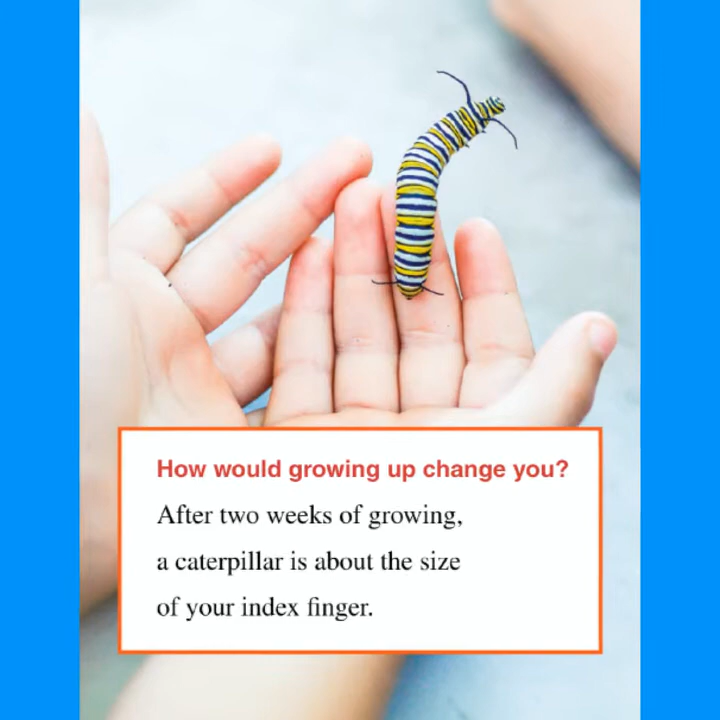 How would growing up change you?
After two weeks of growing,
a caterpillar is about the size
of your index finger.